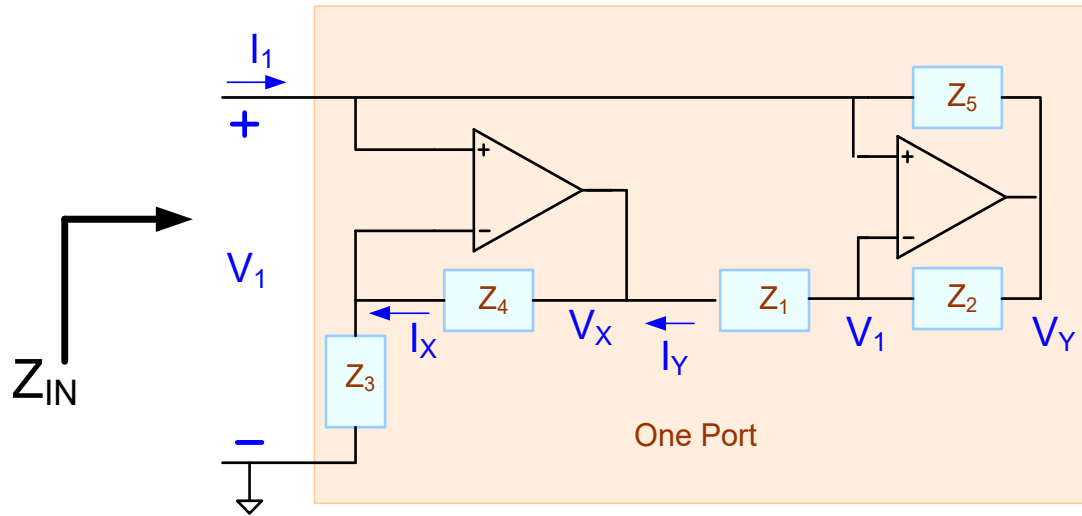 I1
+
Z5
+
+
−
−
V1
Z4
Z1
Z2
IX
VX
IY
V1
VY
ZIN
Z3
−
One Port